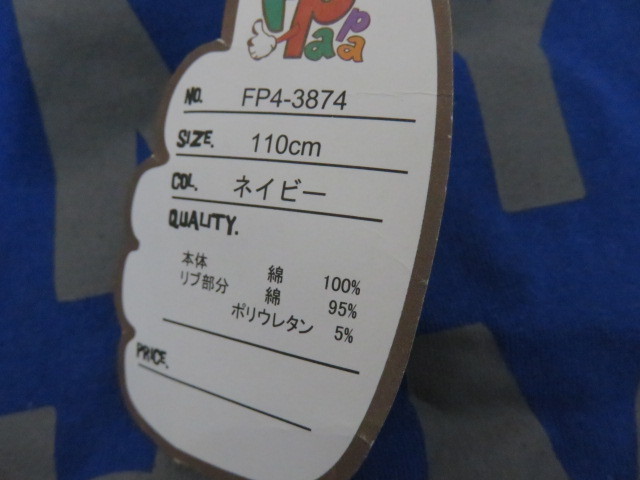 NO. FP4-3874
SIZE. 110cm
COL. ネイビー
QUALITY.
本体 綿 100%
リブ部分 綿 95%
ポリウレタン 5%
PRICE.